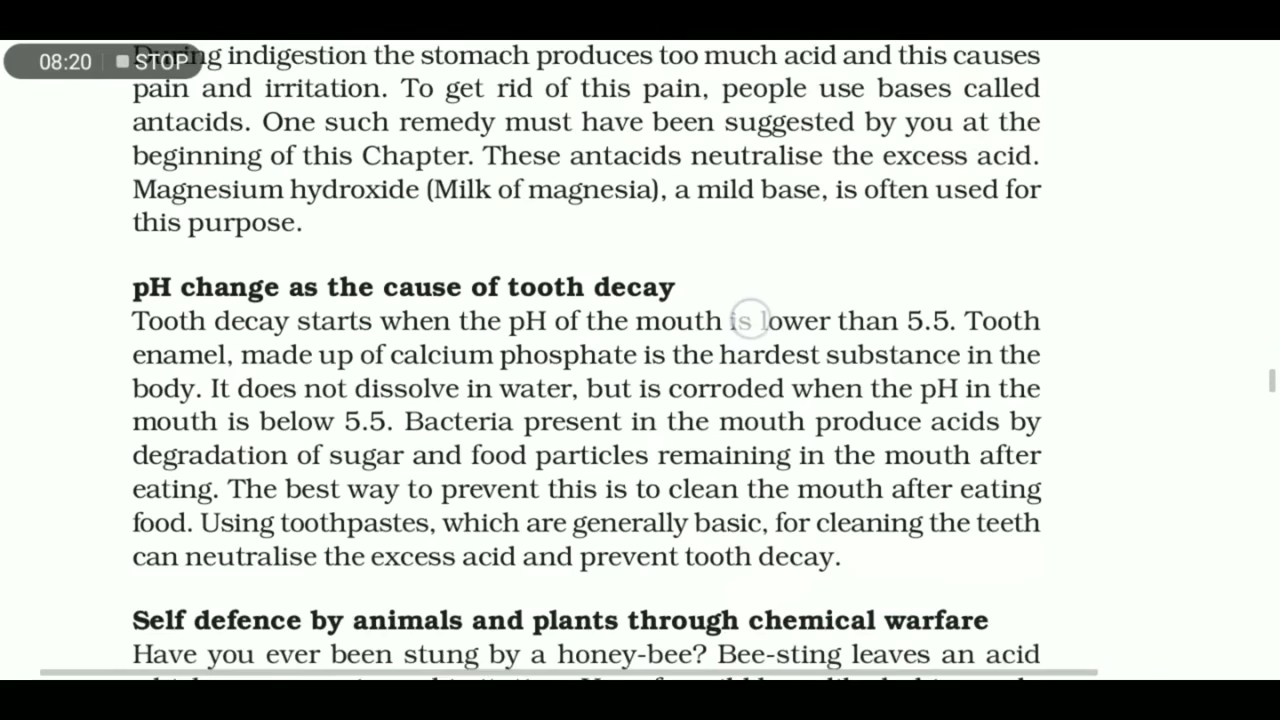 08:20 STOP
During indigestion the stomach produces too much acid and this causes
pain and irritation. To get rid of this pain, people use bases called
antacids. One such remedy must have been suggested by you at the
beginning of this Chapter. These antacids neutralise the excess acid.
Magnesium hydroxide (Milk of magnesia), a mild base, is often used for
this purpose.
pH change as the cause of tooth decay
Tooth decay starts when the pH of the mouth is lower than 5.5. Tooth
enamel, made up of calcium phosphate is the hardest substance in the
body. It does not dissolve in water, but is corroded when the pH in the
mouth is below 5.5. Bacteria present in the mouth produce acids by
degradation of sugar and food particles remaining in the mouth after
eating. The best way to prevent this is to clean the mouth after eating
food. Using toothpastes, which are generally basic, for cleaning the teeth
can neutralise the excess acid and prevent tooth decay.
Self defence by animals and plants through chemical warfare
Have you ever been stung by a honey-bee? Bee-sting leaves an acid